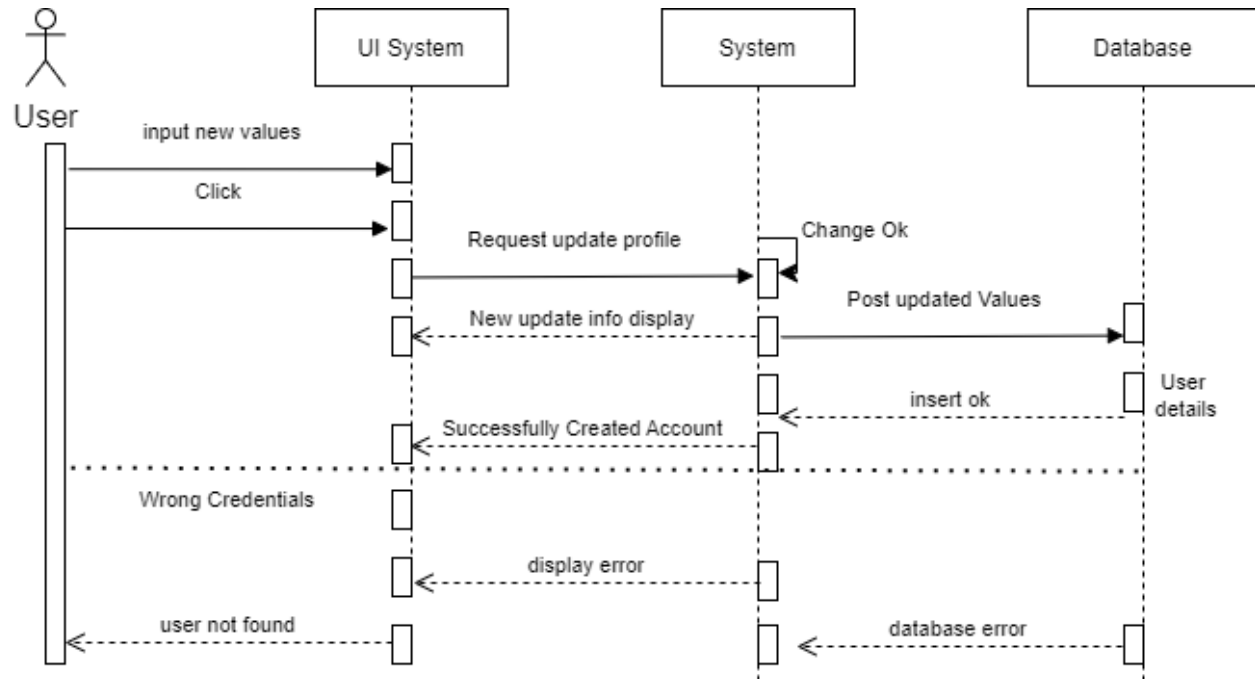 UI System
System
Database
User
input new values
Click
Change Ok
Request update profile
Post updated Values
New update info display
User
details
insert ok
Successfully Created Account
Wrong Credentials
display error
user not found
database error